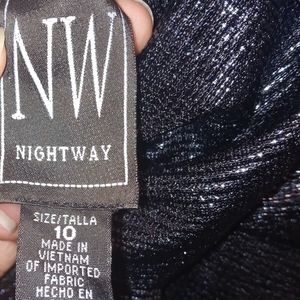 NW
NIGHTWAY
SIZE/TALLA
10
MADE IN
VIETNAM
OF IMPORTED
FABRIC
HECHO EN